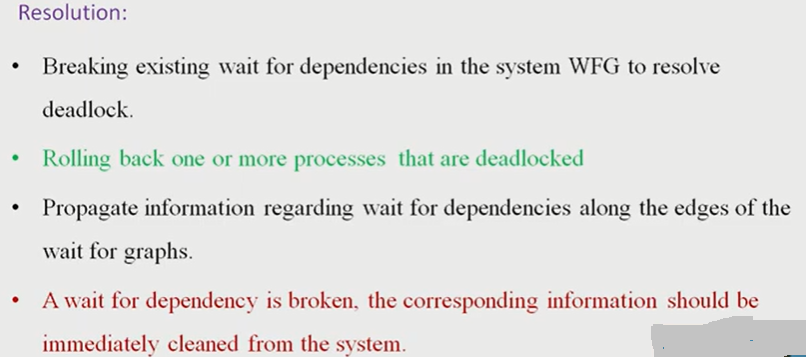 Resolution:
• Breaking existing wait for dependencies in the system WFG to resolve
deadlock.
• Rolling back one or more processes that are deadlocked
• Propagate information regarding wait for dependencies along the edges of the
wait for graphs.
• A wait for dependency is broken, the corresponding information should be
immediately cleaned from the system.